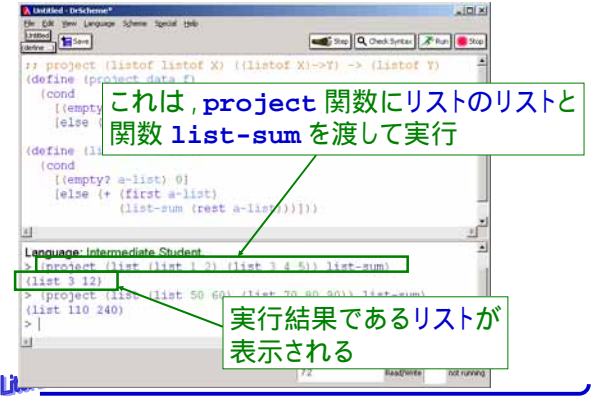 Untitled - DrScheme*
File Edit View Language Scheme Special Help
Untitled
(define ...)
Save
Step Check Syntax Run Stop
;; project (listof listof X) ((listof X)->Y) -> (listof Y)
(define (project data f)
(cond
[(empty
[else (
これは，project 関数にリストのリストと
関数 list-sum を渡して実行
(define (li
(cond
[(empty? a-list) 0]
[else (+ (first a-list)
(list-sum (rest a-list)))]))
Language: Intermediate Student.
> (project (list (list 1 2) (list 3 4 5)) list-sum)
(list 3 12)
> (project (list (list 50 60) (list 70 80 90)) list-sum)
(list 110 240)
>
実行結果であるリストが
表示される
7:2
Read/Write
not running